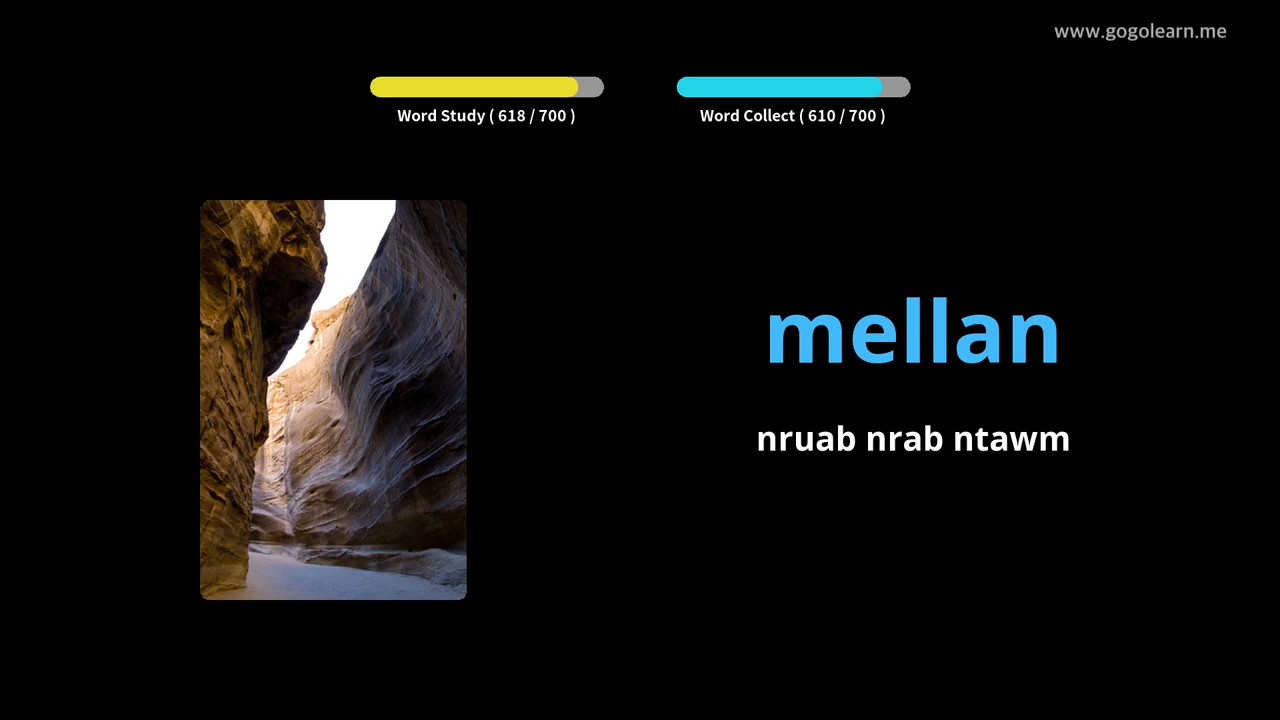 www.gogolearn.me
Word Study ( 618 / 700 )
Word Collect ( 610 / 700 )
mellan
nruab nrab ntawm